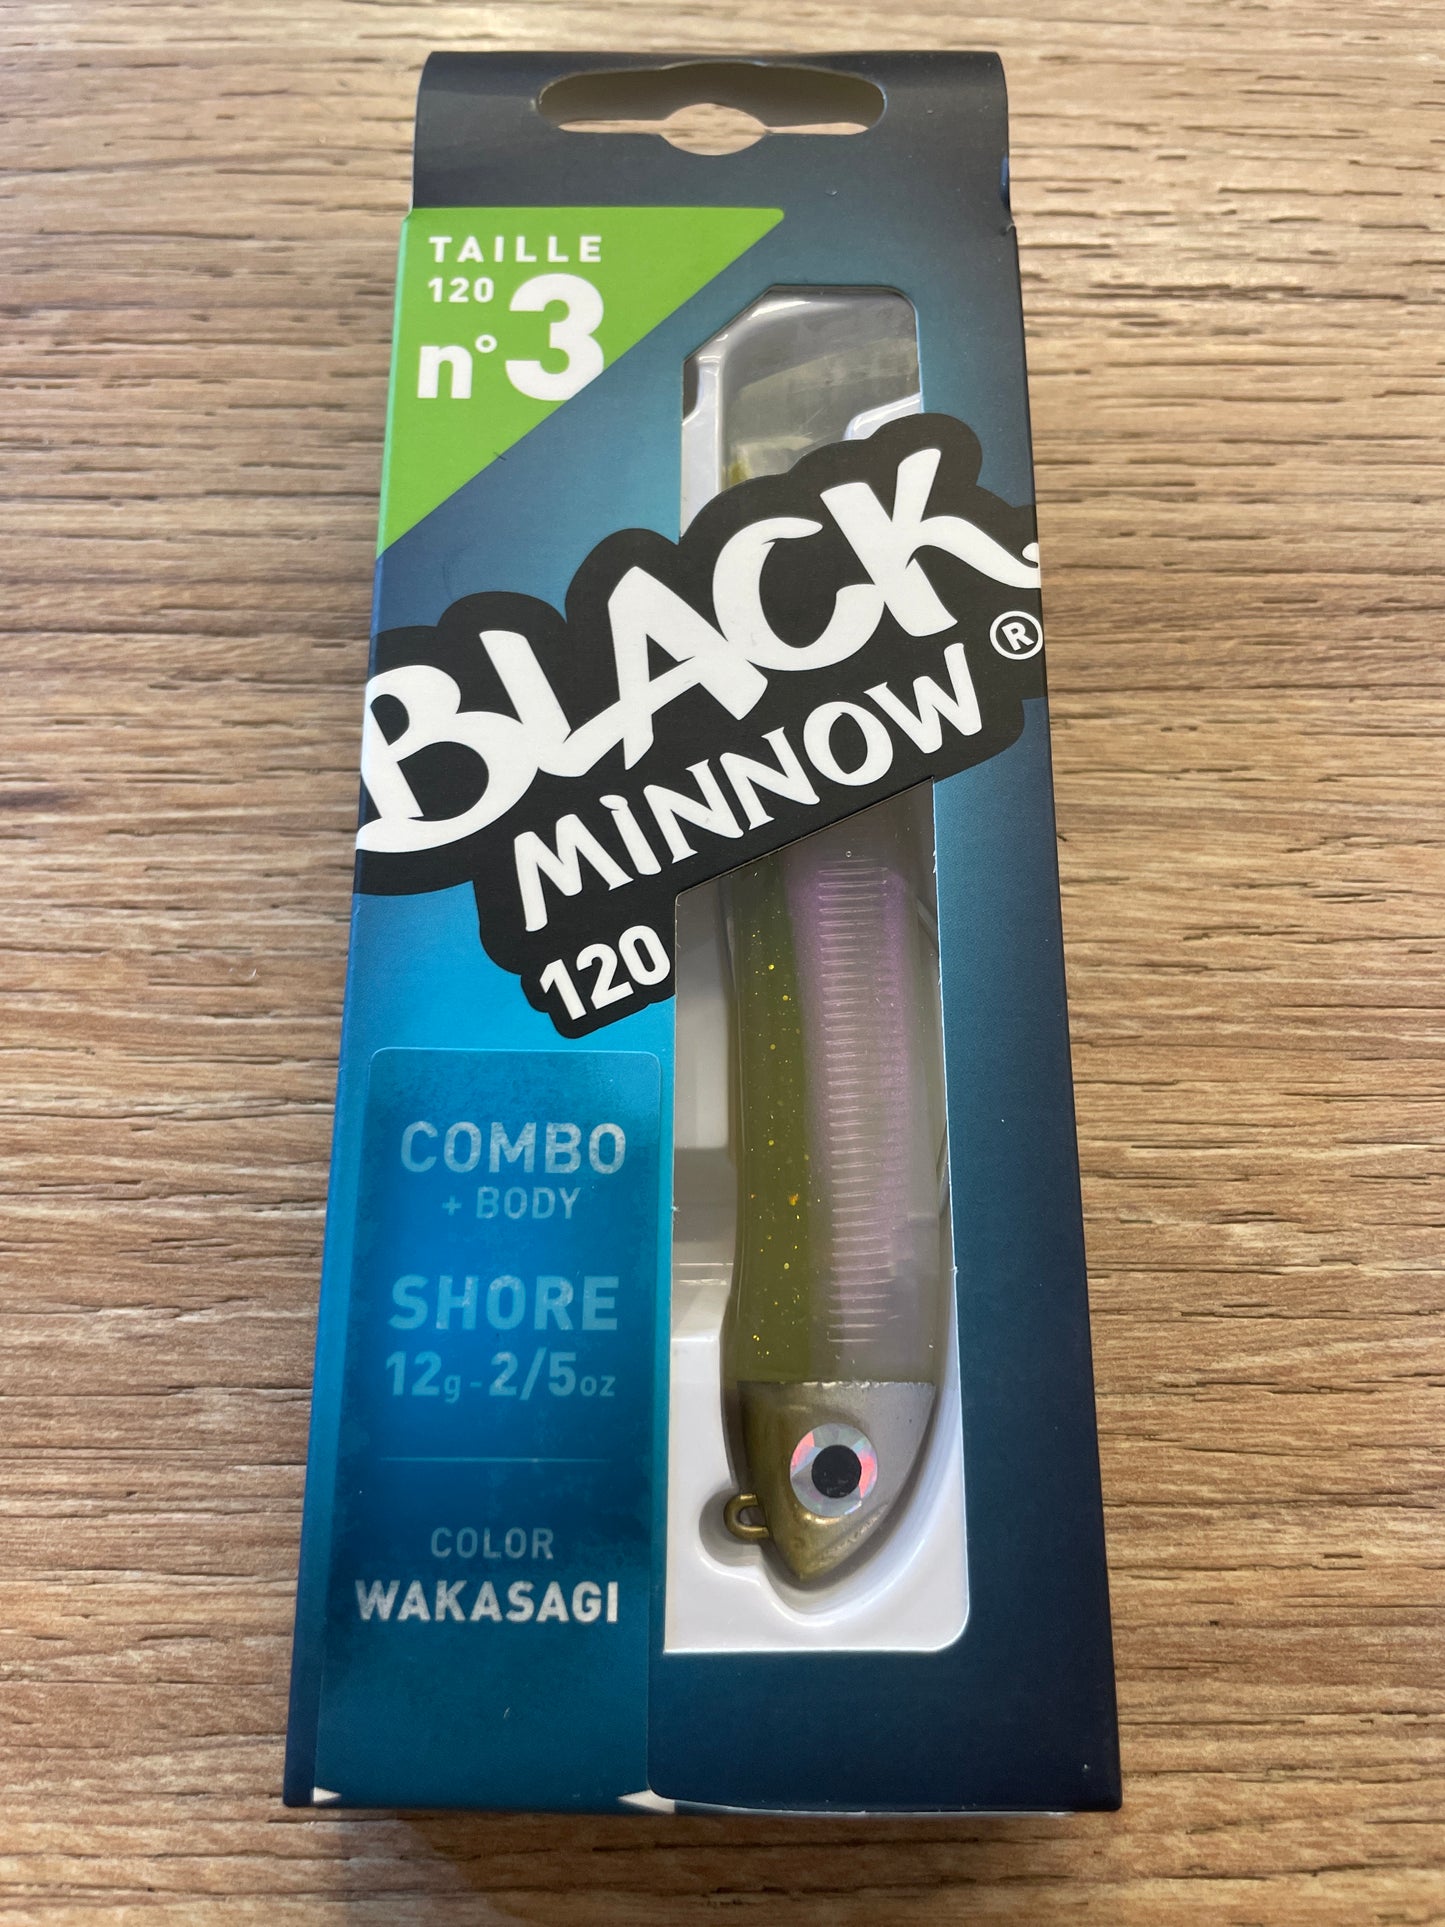 TAILLE
120
n°3
BLACK
MiNNOW®
120
COMBO
+ BODY
SHORE
12g - 2/5oz
COLOR
WAKASAGI